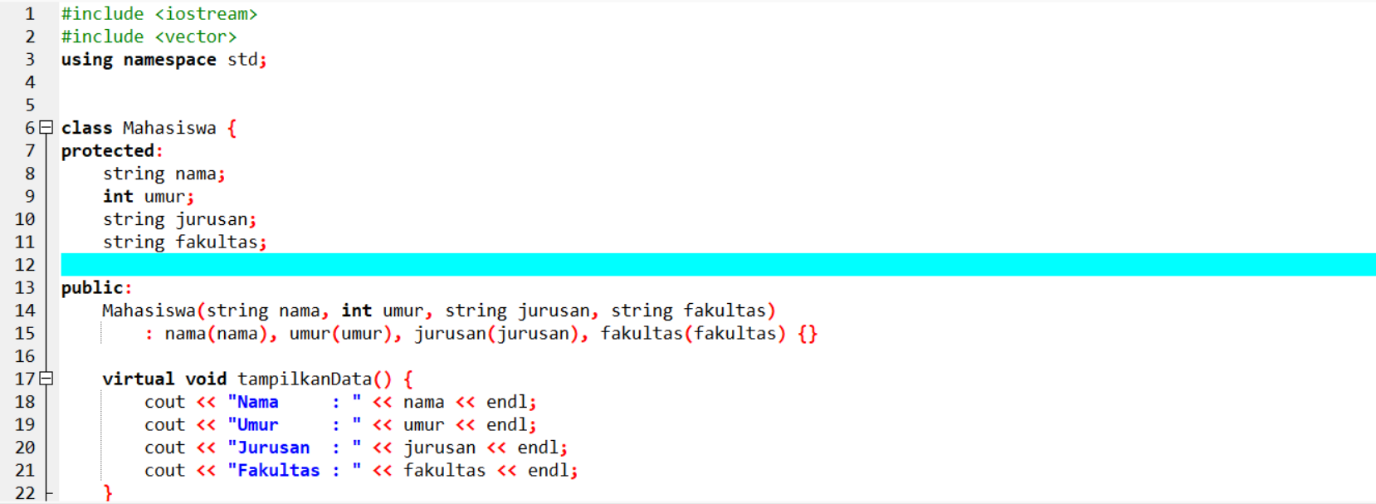 1 #include <iostream>
2 #include <vector>
3 using namespace std;
4
5
6 class Mahasiswa {
7 protected:
8     string nama;
9     int umur;
10     string jurusan;
11     string fakultas;
12
13 public:
14     Mahasiswa(string nama, int umur, string jurusan, string fakultas)
15         : nama(nama), umur(umur), jurusan(jurusan), fakultas(fakultas) {}
16
17     virtual void tampilkanData() {
18         cout << "Nama     : " << nama << endl;
19         cout << "Umur     : " << umur << endl;
20         cout << "Jurusan  : " << jurusan << endl;
21         cout << "Fakultas : " << fakultas << endl;
22     }